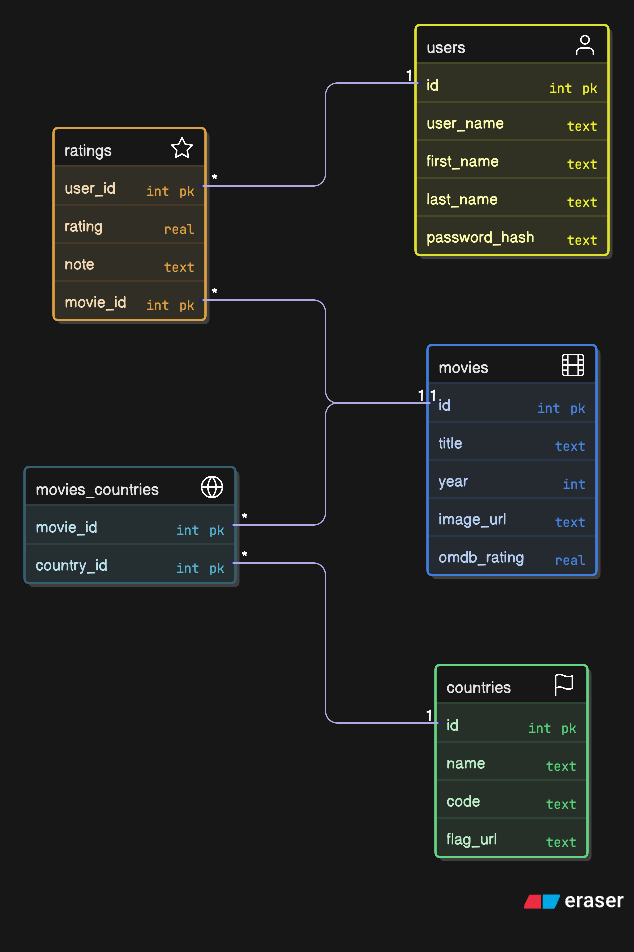 users
1
id int pk
user_name text
first_name text
last_name text
password_hash text
ratings
user_id int pk *
rating real
note text
movie_id int pk *
movies
1 1
id int pk
title text
year int
image_url text
omdb_rating real
movies_countries
movie_id int pk *
country_id int pk *
countries
1
id int pk
name text
code text
flag_url text
eraser